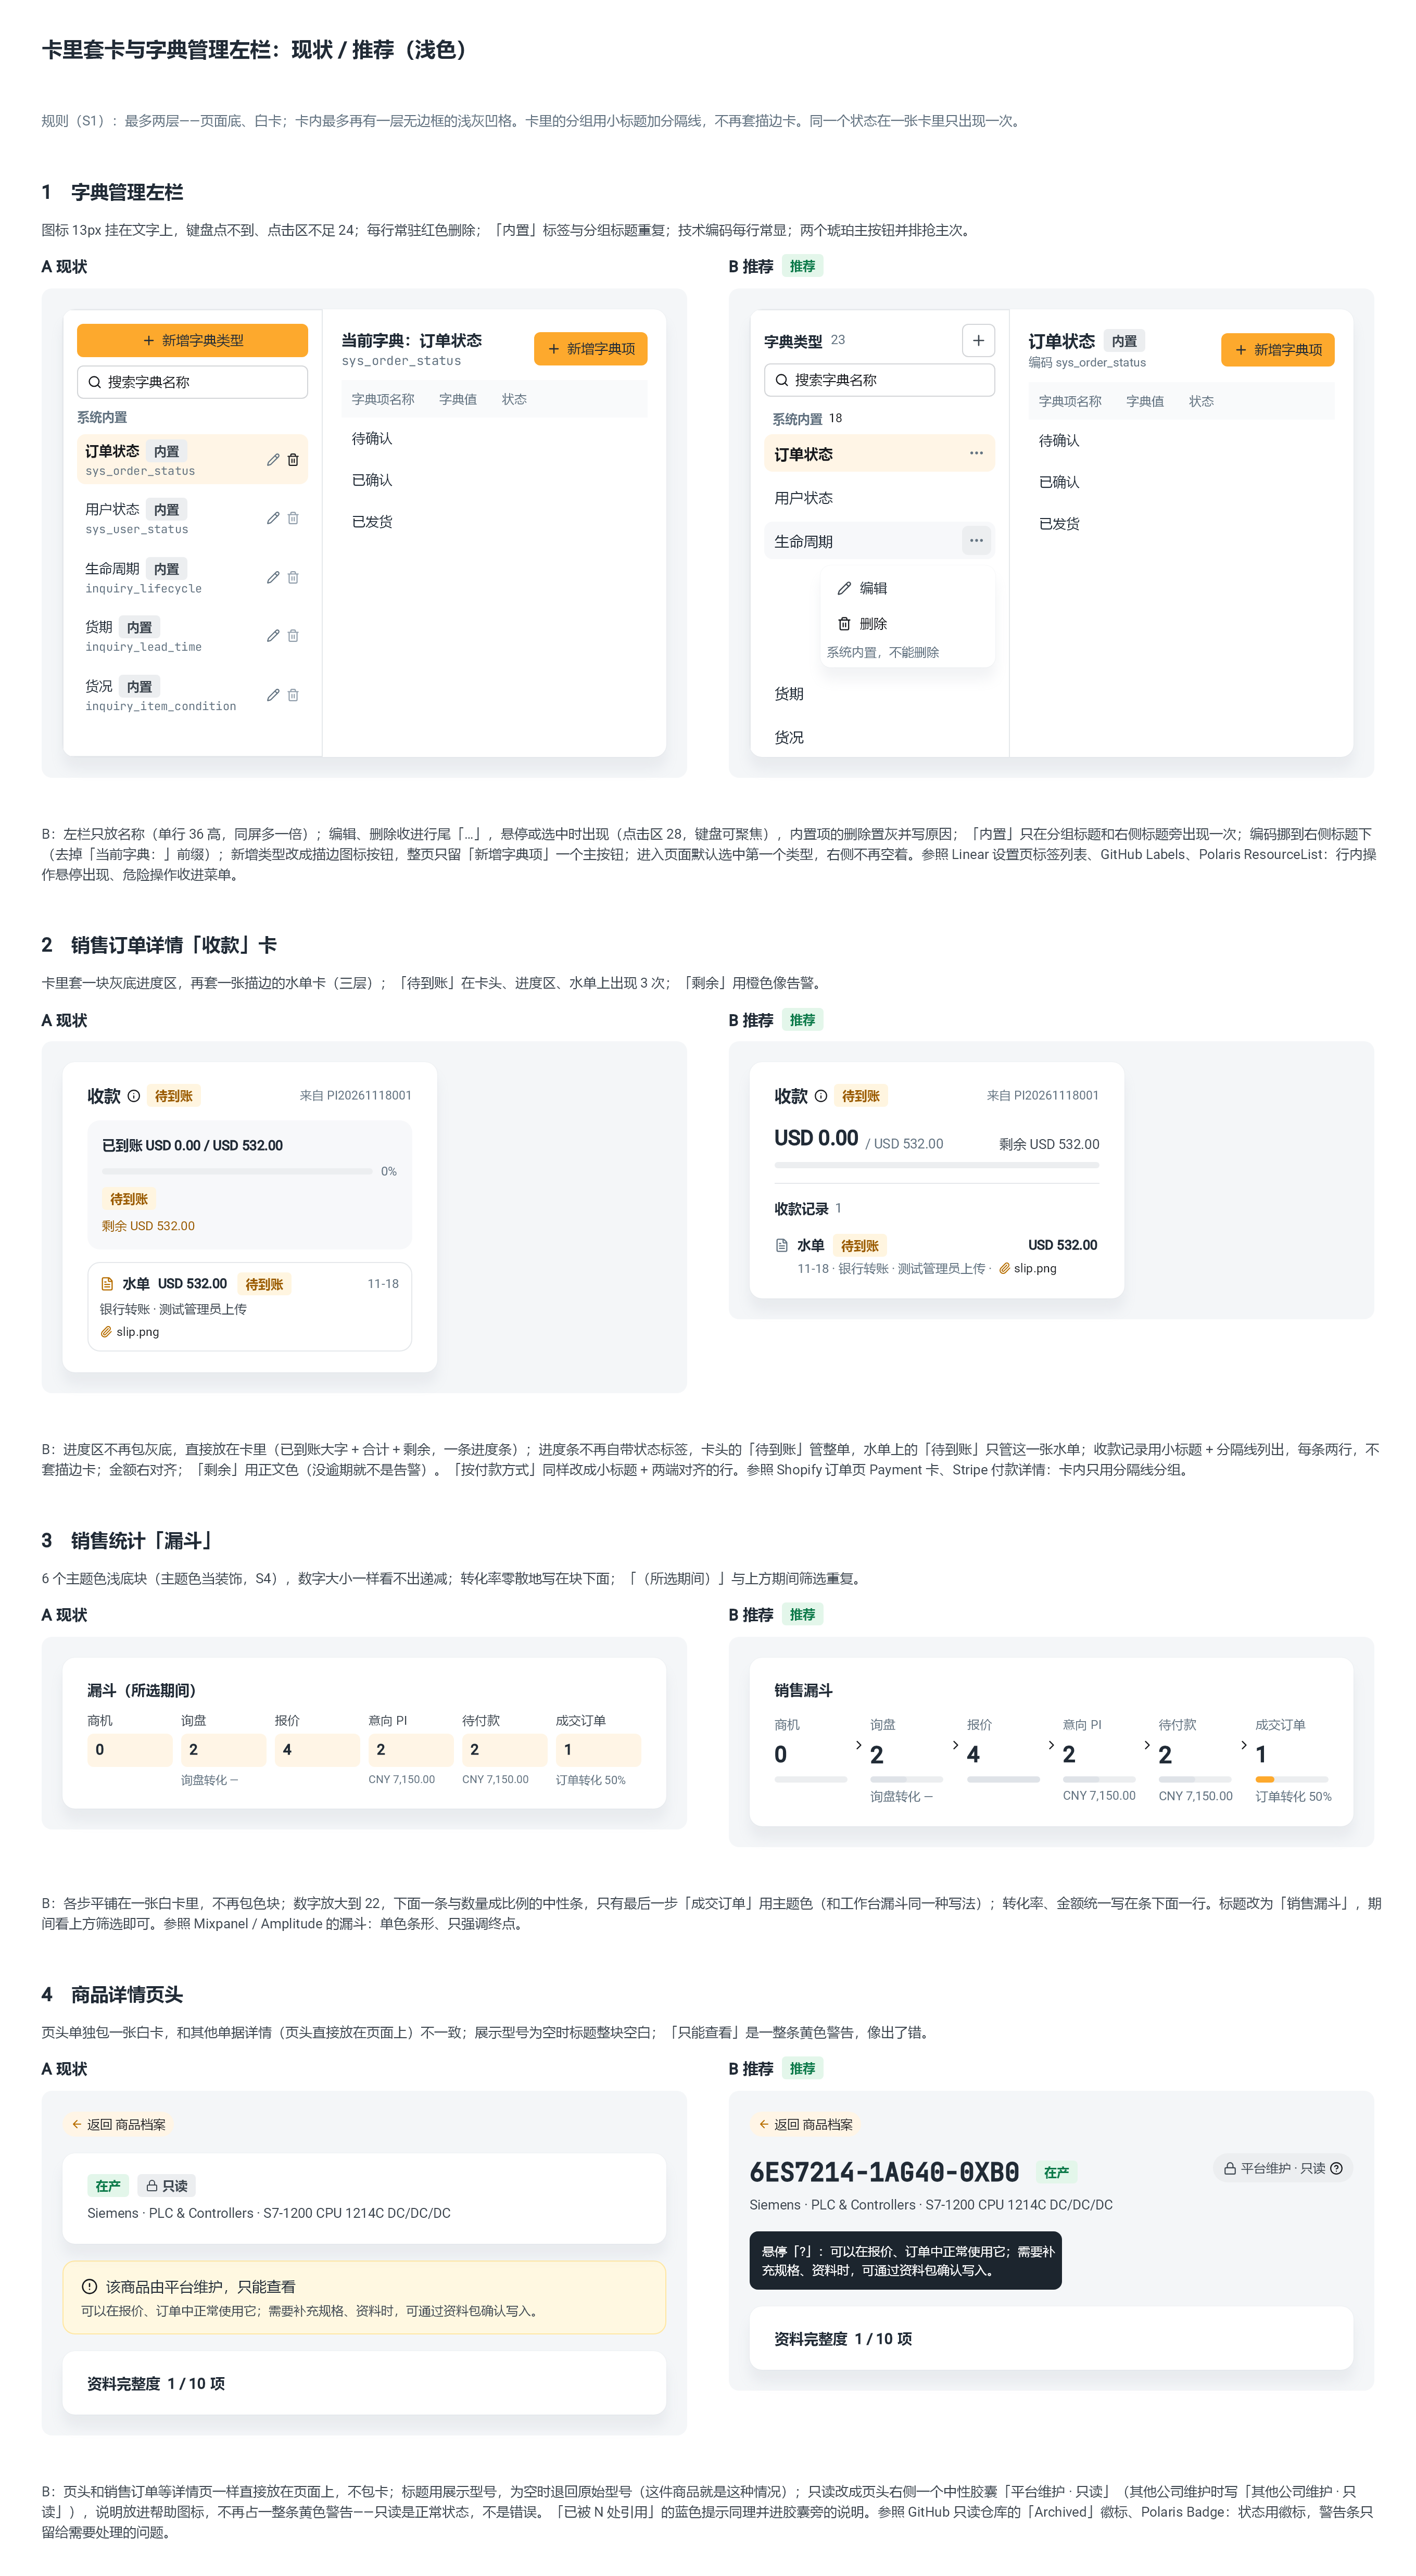 卡里套卡与字典管理左栏：现状 / 推荐（浅色）
规则（S1）：最多两层——页面底、白卡；卡内最多再有一层无边框的浅灰凹格。卡里的分组用小标题加分隔线，不再套描边卡。同一个状态在一张卡里只出现一次。
1 字典管理左栏
图标 13px 挂在文字上，键盘点不到、点击区不足 24；每行常驻红色删除；「内置」标签与分组标题重复；技术编码每行常显；两个琥珀主按钮并排抢主次。
A 现状
新增字典类型
搜索字典名称
系统内置
订单状态 内置
sys_order_status
用户状态 内置
sys_user_status
生命周期 内置
inquiry_lifecycle
货期 内置
inquiry_lead_time
货况 内置
inquiry_item_condition
当前字典：订单状态
sys_order_status
新增字典项
字典项名称 字典值 状态
待确认
已确认
已发货
B 推荐 推荐
字典类型 23
搜索字典名称
系统内置 18
订单状态
用户状态
生命周期
编辑
删除
系统内置，不能删除
货期
货况
订单状态 内置
编码 sys_order_status
新增字典项
字典项名称 字典值 状态
待确认
已确认
已发货
B：左栏只放名称（单行 36 高，同屏多一倍）；编辑、删除收进行尾「…」，悬停或选中时出现（点击区 28，键盘可聚焦），内置项的删除置灰并写原因；「内置」只在分组标题和右侧标题旁出现一次；编码挪到右侧标题下
（去掉「当前字典：」前缀）；新增类型改成描边图标按钮，整页只留「新增字典项」一个主按钮；进入页面默认选中第一个类型，右侧不再空着。参照 Linear 设置页标签列表、GitHub Labels、Polaris ResourceList：行内操
作悬停出现、危险操作收进菜单。
2 销售订单详情「收款」卡
卡里套一块灰底进度区，再套一张描边的水单卡（三层）；「待到账」在卡头、进度区、水单上出现 3 次；「剩余」用橙色像告警。
A 现状
收款 待到账 来自 PI20261118001
已到账 USD 0.00 / USD 532.00
0%
待到账
剩余 USD 532.00
水单 USD 532.00 待到账 11-18
银行转账 · 测试管理员上传
slip.png
B 推荐 推荐
收款 待到账 来自 PI20261118001
USD 0.00 / USD 532.00 剩余 USD 532.00
收款记录 1
水单 待到账 USD 532.00
11-18 · 银行转账 · 测试管理员上传 · slip.png
B：进度区不再包灰底，直接放在卡里（已到账大字 + 合计 + 剩余，一条进度条）；进度条不再自带状态标签，卡头的「待到账」管整单，水单上的「待到账」只管这一张水单；收款记录用小标题 + 分隔线列出，每条两行，不
套描边卡；金额右对齐；「剩余」用正文色（没逾期就不是告警）。「按付款方式」同样改成小标题 + 两端对齐的行。参照 Shopify 订单页 Payment 卡、Stripe 付款详情：卡内只用分隔线分组。
3 销售统计「漏斗」
6 个主题色浅底块（主题色当装饰，S4），数字大小一样看不出递减；转化率零散地写在块下面；「（所选期间）」与上方期间筛选重复。
A 现状
漏斗（所选期间）
商机 询盘 报价 意向 PI 待付款 成交订单
0 2 4 2 2 1
询盘转化 — CNY 7,150.00 CNY 7,150.00 订单转化 50%
B 推荐 推荐
销售漏斗
商机 询盘 报价 意向 PI 待付款 成交订单
0 2 4 2 2 1
询盘转化 — CNY 7,150.00 CNY 7,150.00 订单转化 50%
B：各步平铺在一张白卡里，不再包色块；数字放大到 22，下面一条与数量成比例的中性条，只有最后一步「成交订单」用主题色（和工作台漏斗同一种写法）；转化率、金额统一写在条下面一行。标题改为「销售漏斗」，期
间看上方筛选即可。参照 Mixpanel / Amplitude 的漏斗：单色条形、只强调终点。
4 商品详情页头
页头单独包一张白卡，和其他单据详情（页头直接放在页面上）不一致；展示型号为空时标题整块空白；「只能查看」是一整条黄色警告，像出了错。
A 现状
返回 商品档案
在产 只读
Siemens · PLC & Controllers · S7-1200 CPU 1214C DC/DC/DC
该商品由平台维护，只能查看
可以在报价、订单中正常使用它；需要补充规格、资料时，可通过资料包确认写入。
资料完整度 1 / 10 项
B 推荐 推荐
返回 商品档案
6ES7214-1AG40-0XB0 在产 平台维护 · 只读
Siemens · PLC & Controllers · S7-1200 CPU 1214C DC/DC/DC
悬停「?」：可以在报价、订单中正常使用它；需要补
充规格、资料时，可通过资料包确认写入。
资料完整度 1 / 10 项
B：页头和销售订单等详情页一样直接放在页面上，不包卡；标题用展示型号，为空时退回原始型号（这件商品就是这种情况）；只读改成页头右侧一个中性胶囊「平台维护 · 只读」（其他公司维护时写「其他公司维护 · 只
读」），说明放进帮助图标，不再占一整条黄色警告——只读是正常状态，不是错误。「已被 N 处引用」的蓝色提示同理并进胶囊旁的说明。参照 GitHub 只读仓库的「Archived」徽标、Polaris Badge：状态用徽标，警告条只
留给需要处理的问题。